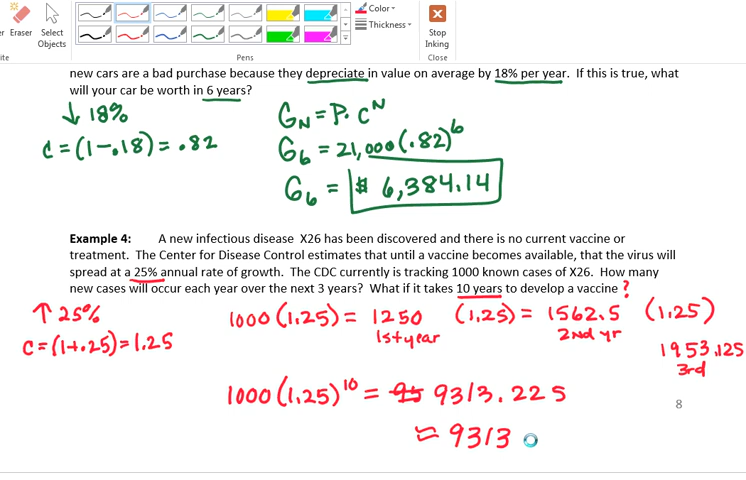 Color
Thickness
Eraser Select Objects
Stop Inking
ite
Pens
Close
new cars are a bad purchase because they depreciate in value on average by 18% per year. If this is true, what
will your car be worth in 6 years?
↓ 18%
C = (1-.18) = .82
G_N = P. C^N
G_6 = 21,000 (.82)^6
G_6 = $ 6,384.14
Example 4: A new infectious disease X26 has been discovered and there is no current vaccine or
treatment. The Center for Disease Control estimates that until a vaccine becomes available, that the virus will
spread at a 25% annual rate of growth. The CDC currently is tracking 1000 known cases of X26. How many
new cases will occur each year over the next 3 years? What if it takes 10 years to develop a vaccine ?
↑ 25%
C = (1+.25) = 1.25
1000 (1.25) = 1250 (1.25) = 1562.5 (1.25)
1st year
2nd yr
1953.125
3rd
1000 (1.25)^10 = 95 9313.225
≈ 9313
8